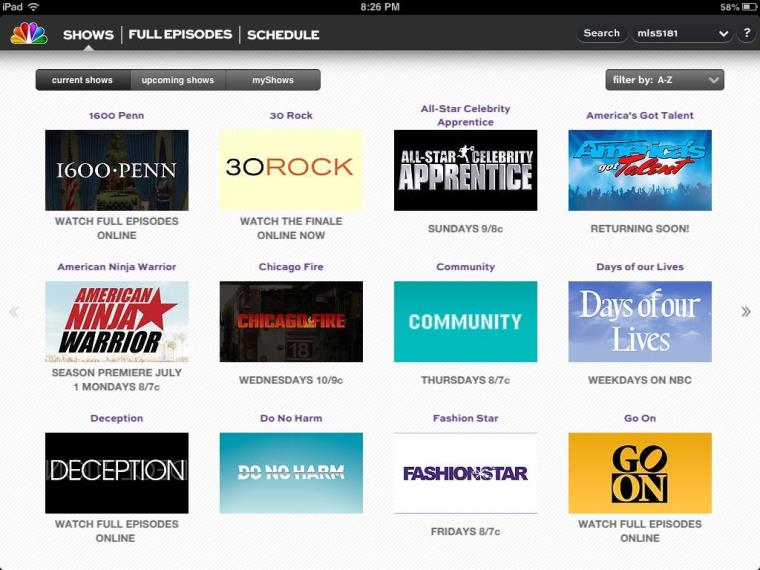 iPad 8:26 PM 58%
SHOWS FULL EPISODES SCHEDULE Search mls5181 ?
current shows upcoming shows myShows filter by: A-Z
1600 Penn
1600·PENN
WATCH FULL EPISODES
ONLINE
30 Rock
30ROCK
WATCH THE FINALE
ONLINE NOW
All-Star Celebrity
Apprentice
ALL-STAR CELEBRITY
APPRENTICE
SUNDAYS 9/8c
America's Got Talent
America's
got Talent
RETURNING SOON!
American Ninja Warrior
AMERICAN
NINJA
WARRIOR
SEASON PREMIERE JULY
1 MONDAYS 8/7c
Chicago Fire
CHICAGO FIRE
18
WEDNESDAYS 10/9c
Community
COMMUNITY
THURSDAYS 8/7c
Days of our Lives
Days of our
Lives
WEEKDAYS ON NBC
Deception
DECEPTION
WATCH FULL EPISODES
ONLINE
Do No Harm
DO NO HARM
Fashion Star
FASHION STAR
FRIDAYS 8/7c
Go On
GO
ON
WATCH FULL EPISODES
ONLINE